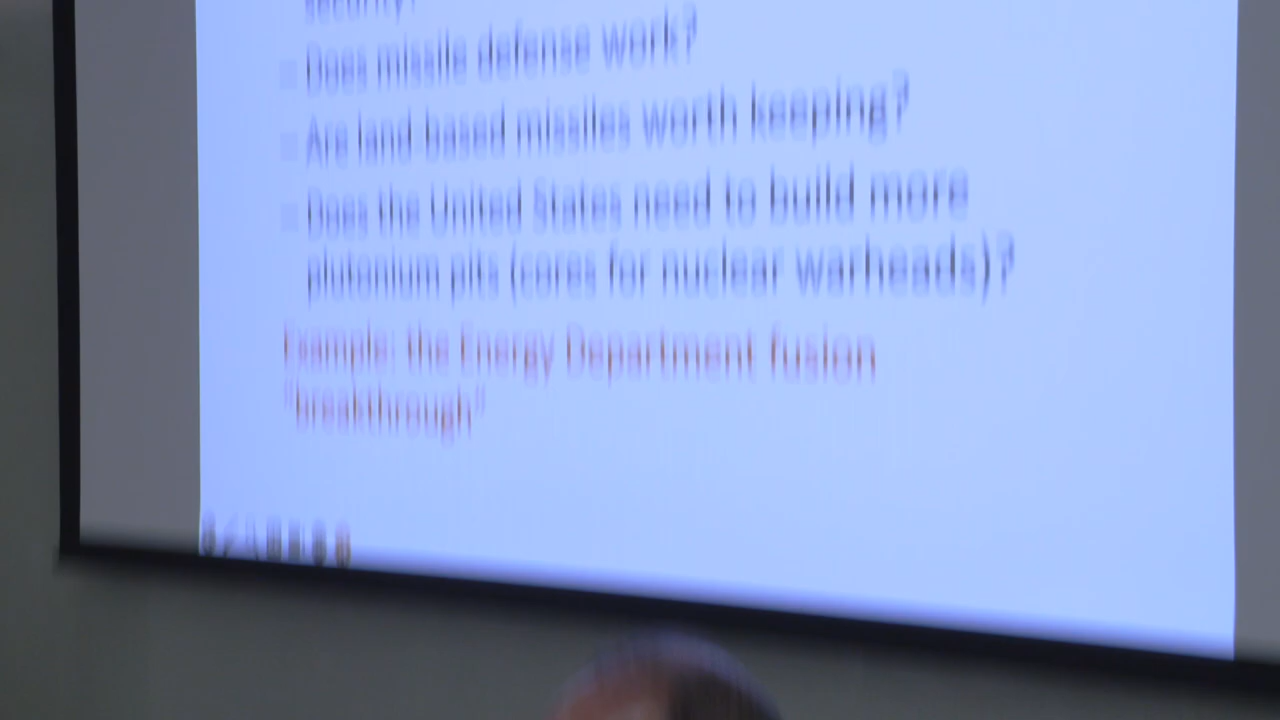 security?
Does missile defense work?
Are land based missiles worth keeping?
Does the United States need to build more
plutonium pits (cores for nuclear warheads)?
Example: the Energy Department fusion
"breakthrough"